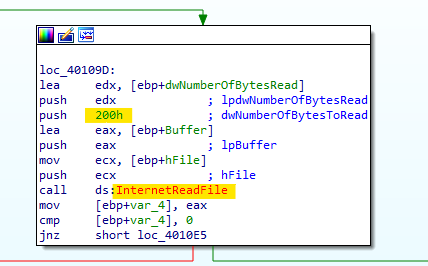 loc_40109D:
lea     edx, [ebp+dwNumberOfBytesRead]
push    edx             ; lpdwNumberOfBytesRead
push    200h            ; dwNumberOfBytesToRead
lea     eax, [ebp+Buffer]
push    eax             ; lpBuffer
mov     ecx, [ebp+hFile]
push    ecx             ; hFile
call    ds:InternetReadFile
mov     [ebp+var_4], eax
cmp     [ebp+var_4], 0
jnz     short loc_4010E5